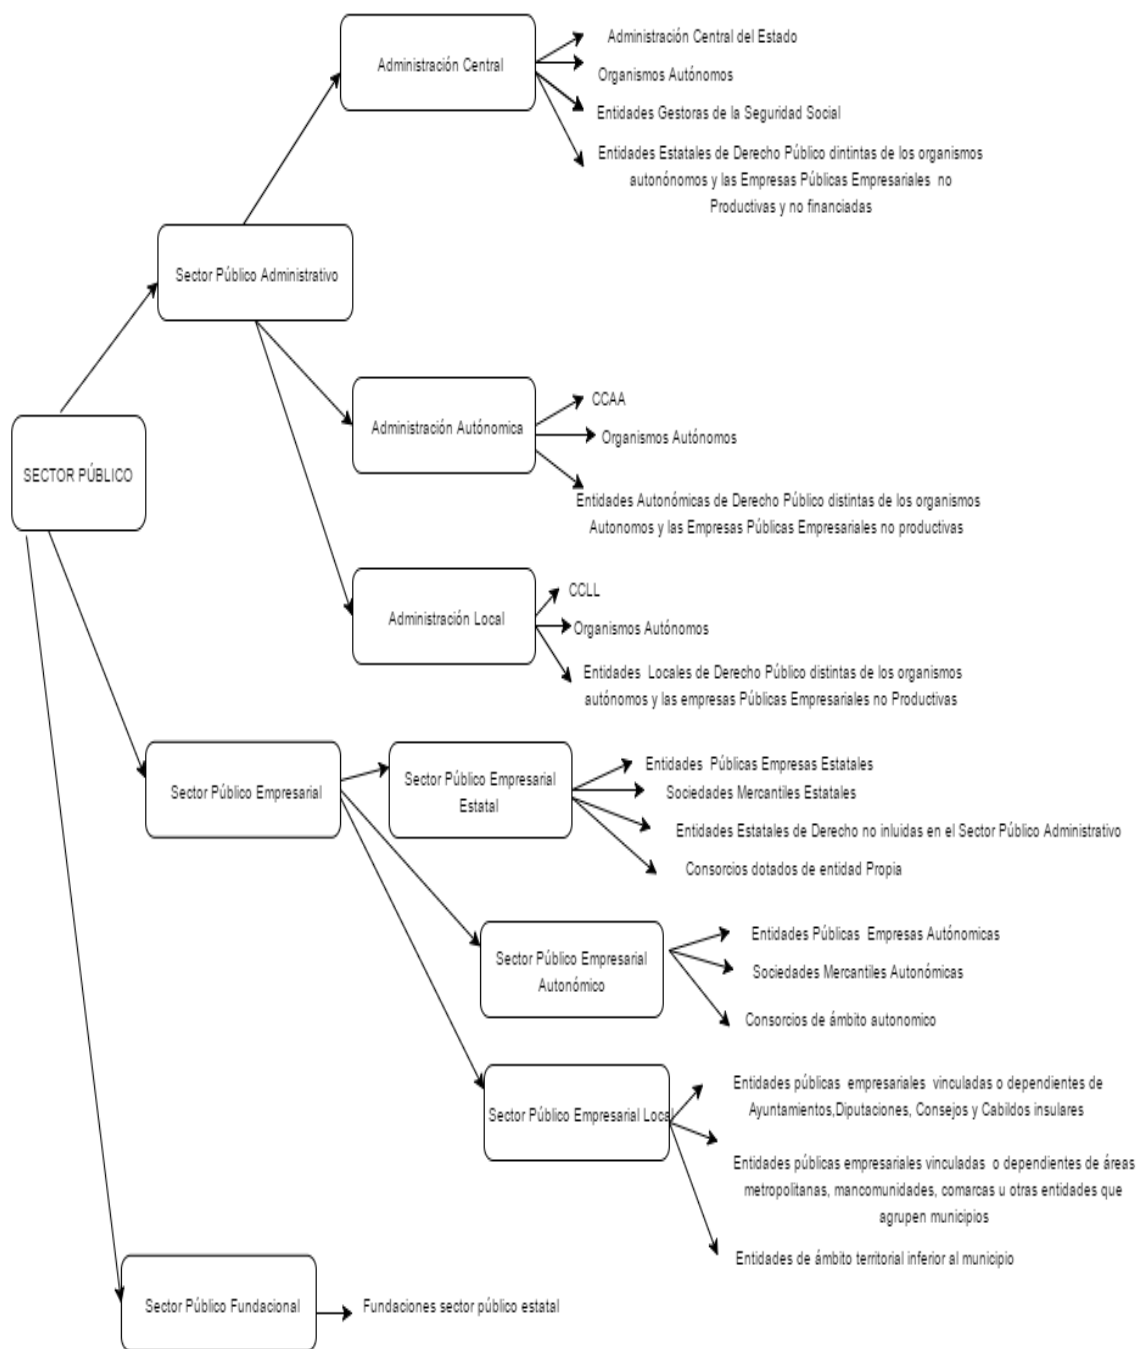 Administración Central
Administración Central del Estado
Organismos Autónomos
Entidades Gestoras de la Seguridad Social
Entidades Estatales de Derecho Público dintintas de los organismos
autonónomos y las Empresas Públicas Empresariales no
Productivas y no financiadas
Sector Público Administrativo
Administración Autónomica
CCAA
Organismos Autónomos
Entidades Autonómicas de Derecho Público distintas de los organismos
Autonomos y las Empresas Públicas Empresariales no productivas
SECTOR PÚBLICO
Administración Local
CCLL
Organismos Autónomos
Entidades Locales de Derecho Público distintas de los organismos
autónomos y las empresas Públicas Empresariales no Productivas
Sector Público Empresarial
Sector Público Empresarial
Estatal
Entidades Públicas Empresas Estatales
Sociedades Mercantiles Estatales
Entidades Estatales de Derecho no inluidas en el Sector Público Administrativo
Consorcios dotados de entidad Propia
Sector Público Empresarial
Autonómico
Entidades Públicas Empresas Autónomicas
Sociedades Mercantiles Autonómicas
Consorcios de ámbito autonomico
Sector Público Empresarial Local
Entidades públicas empresariales vinculadas o dependientes de
Ayuntamientos,Diputaciones, Consejos y Cabildos insulares
Entidades públicas empresariales vinculadas o dependientes de áreas
metropolitanas, mancomunidades, comarcas u otras entidades que
agrupen municipios
Entidades de ámbito territorial inferior al municipio
Sector Público Fundacional
Fundaciones sector público estatal